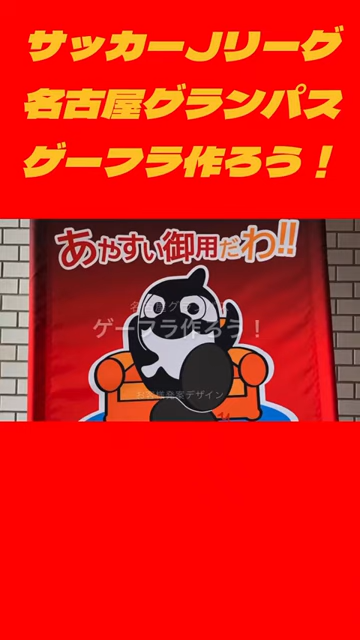 サッカーJリーグ
名古屋グランパス
ゲーフラ作ろう！
あやすい御用だわ!!
ゲーフラ作ろう！